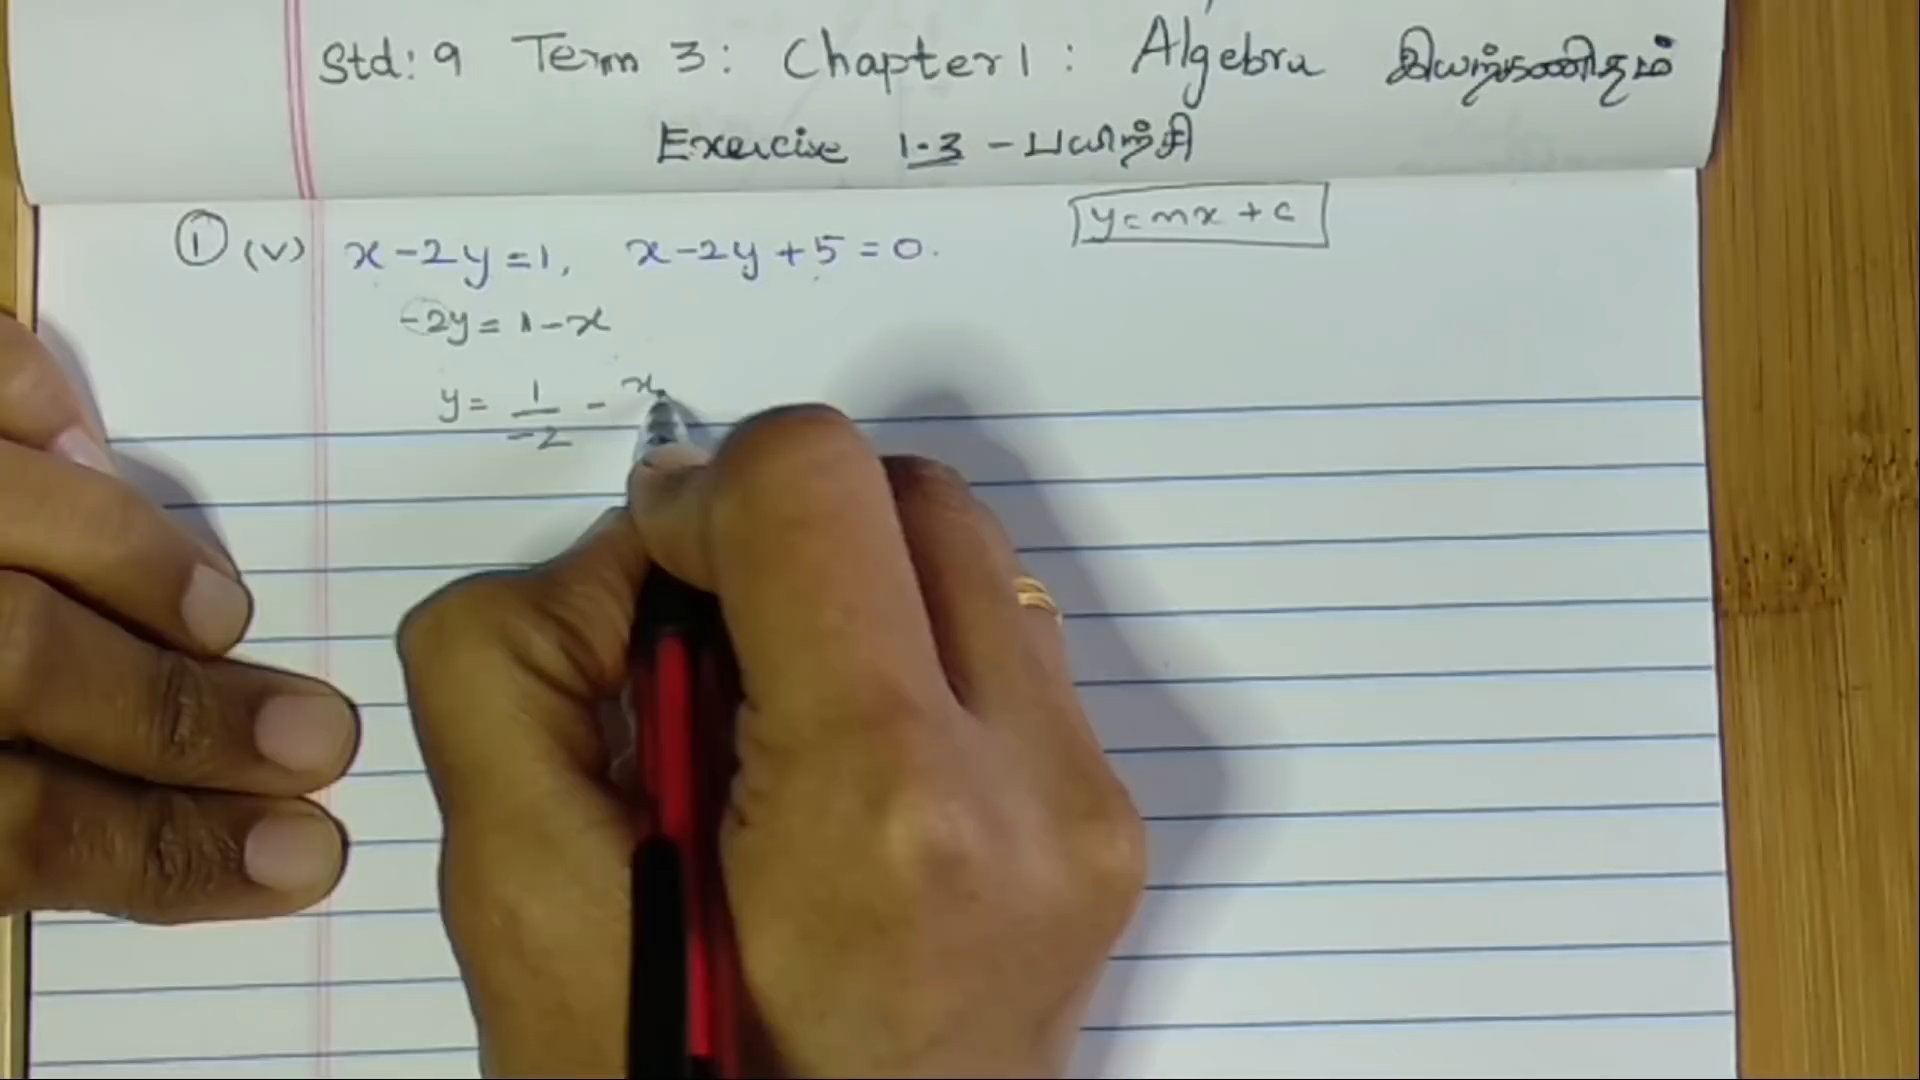 Std: 9 Term 3: Chapter 1: Algebra இயற்கணிதம்
Exercise 1.3 - பயிற்சி
① (v) x - 2y = 1, x - 2y + 5 = 0. y = mx + c
-2y = 1 - x
y = 1/-2 - x